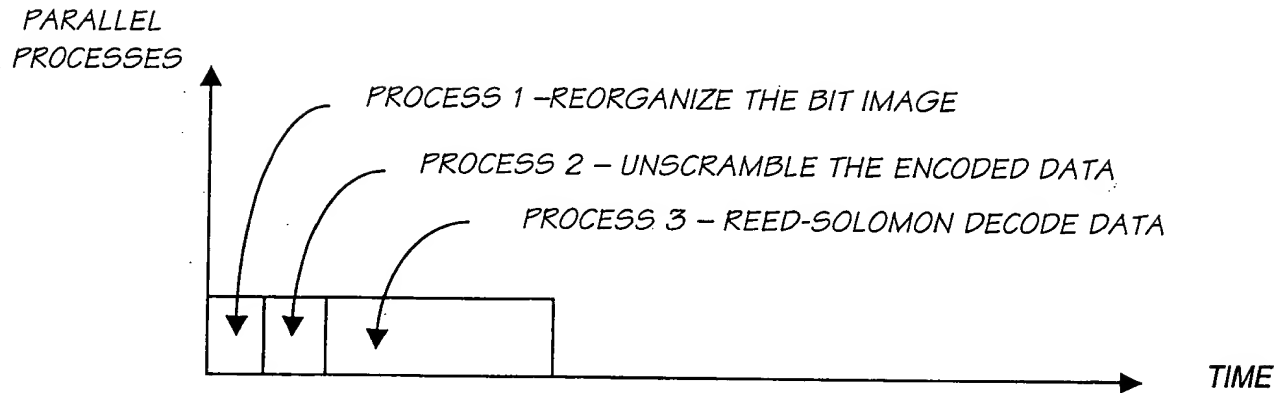 PARALLEL
PROCESSES
PROCESS 1 –REORGANIZE THE BIT IMAGE
PROCESS 2 – UNSCRAMBLE THE ENCODED DATA
PROCESS 3 – REED-SOLOMON DECODE DATA
TIME